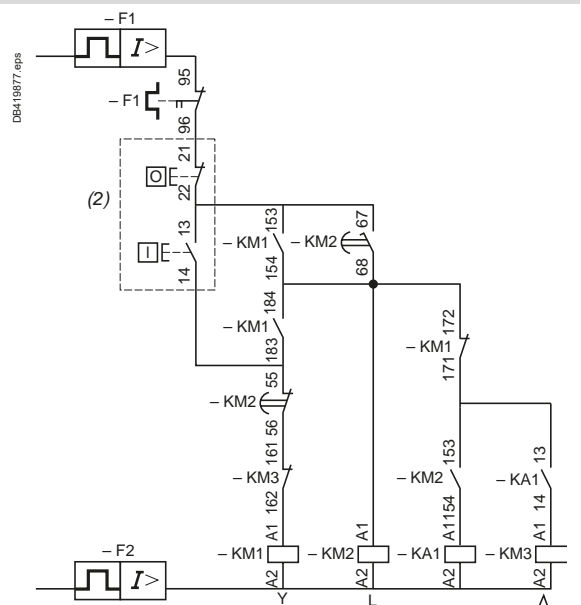 – F1
I>
DB419877.eps
95
– F1
96
21
O
22
(2)
13
I
14
153
– KM1
154
67
– KM2
68
184
– KM1
183
172
– KM1
171
55
– KM2
56
161
– KM3
162
153
– KM2
154
13
– KA1
14
A1
– KM1
A2
A1
– KM2
A2
A1
– KA1
A2
A1
– KM3
A2
– F2
I>
Y
L